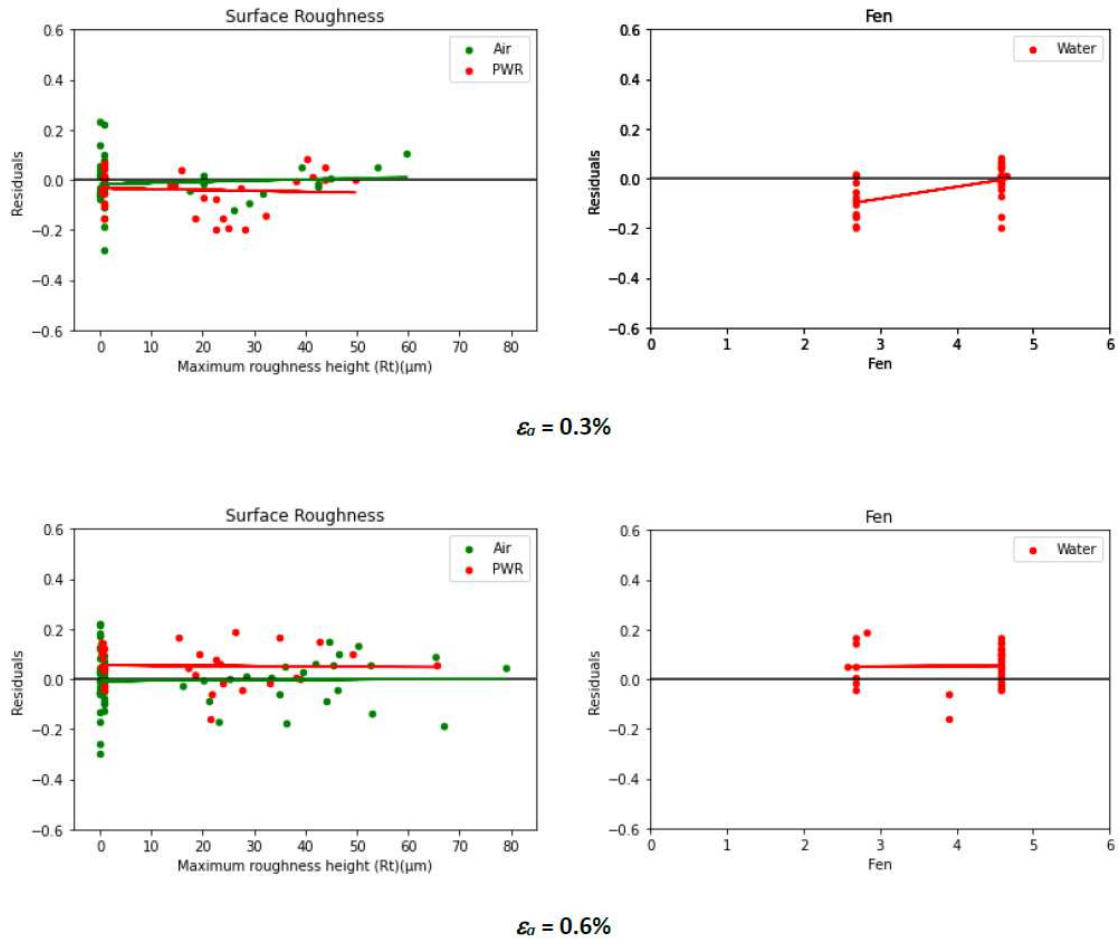 Surface Roughness
Air
PWR
0.6
0.4
0.2
0.0
−0.2
−0.4
−0.6
Residuals
0 10 20 30 40 50 60 70 80
Maximum roughness height (Rt)(μm)
Fen
Water
0.6
0.4
0.2
0.0
−0.2
−0.4
−0.6
Residuals
0 1 2 3 4 5 6
Fen
εa = 0.3%
Surface Roughness
Air
PWR
0.6
0.4
0.2
0.0
−0.2
−0.4
−0.6
Residuals
0 10 20 30 40 50 60 70 80
Maximum roughness height (Rt)(μm)
Fen
Water
0.6
0.4
0.2
0.0
−0.2
−0.4
−0.6
Residuals
0 1 2 3 4 5 6
Fen
εa = 0.6%